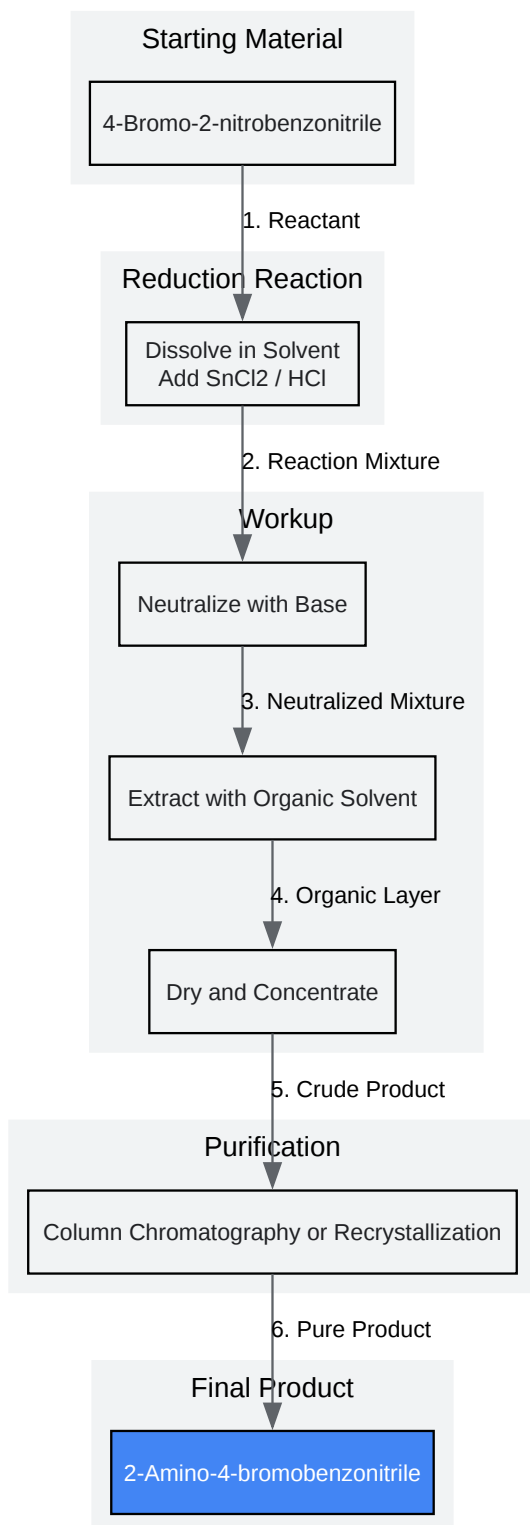 Starting Material
4-Bromo-2-nitrobenzonitrile
1. Reactant
Reduction Reaction
Dissolve in Solvent
Add SnCl2 / HCl
2. Reaction Mixture
Workup
Neutralize with Base
3. Neutralized Mixture
Extract with Organic Solvent
4. Organic Layer
Dry and Concentrate
5. Crude Product
Purification
Column Chromatography or Recrystallization
6. Pure Product
Final Product
2-Amino-4-bromobenzonitrile